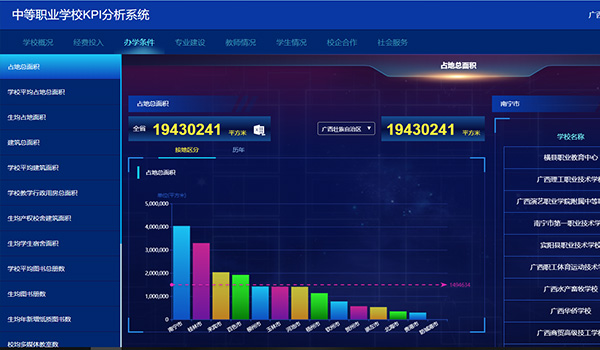 中等职业学校KPI分析系统
广西
学校概况 经费投入 办学条件 专业建设 教师情况 学生情况 校企合作 社会服务
占地总面积
学校平均占地总面积
生均占地面积
建筑总面积
学校平均建筑面积
学校教学行政用房总面积
生均产权校舍建筑面积
生均学生宿舍面积
学校平均图书总册数
生均图书册数
生均年新增纸质图书数
校均多媒体教室数
占地总面积
占地总面积
全省 19430241 平方米
广西壮族自治区
19430241 平方米
按地区分 历年
占地总面积
单位(平方米)
5,000,000
4,000,000
3,000,000
2,000,000
1,000,000
0
1494634
南宁市 桂林市 来宾市 百色市 柳州市 玉林市 河池市 梧州市 钦州市 贺州市 崇左市 北海市 贵港市 防城港市
南宁市
学校名称
横县职业教育中心
广西理工职业技术学校
广西演艺职业学院附属中等
南宁市第一职业技术学
宾阳县职业技术学校
广西职工体育运动技术学
广西水产畜牧学校
广西华侨学校
广西商贸高级技工学校